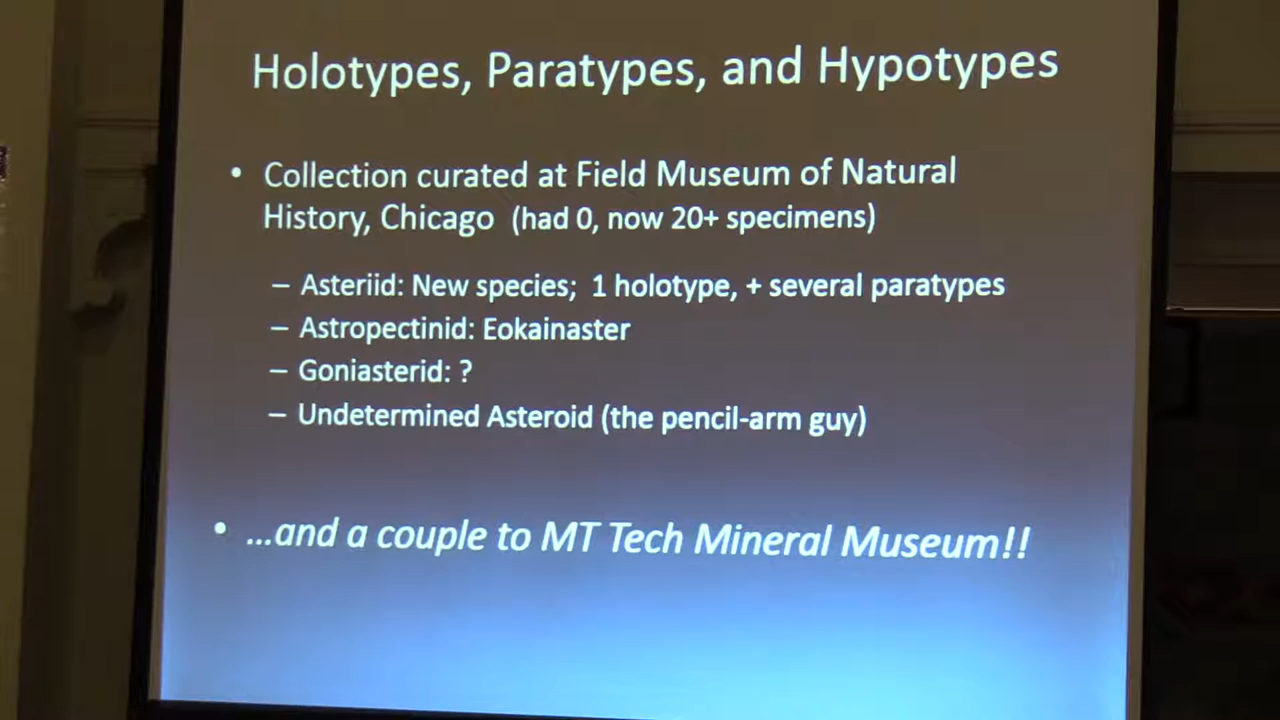 Holotypes, Paratypes, and Hypotypes
• Collection curated at Field Museum of Natural
History, Chicago (had 0, now 20+ specimens)
– Asteriid: New species; 1 holotype, + several paratypes
– Astropectinid: Eokainaster
– Goniasterid: ?
– Undetermined Asteroid (the pencil-arm guy)
• ...and a couple to MT Tech Mineral Museum!!